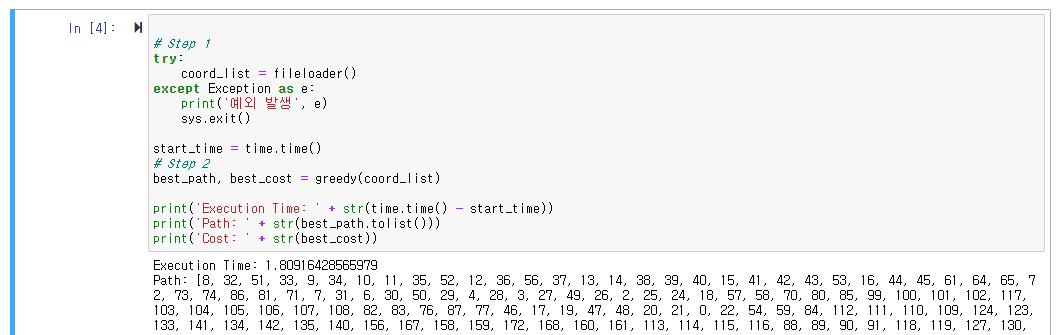 In [4]:
# Step 1
try:
    coord_list = fileloader()
except Exception as e:
    print('예외 발생', e)
    sys.exit()
start_time = time.time()
# Step 2
best_path, best_cost = greedy(coord_list)
print('Execution Time: ' + str(time.time() - start_time))
print('Path: ' + str(best_path.tolist()))
print('Cost: ' + str(best_cost))
Execution Time: 1.80916428565979
Path: [8, 32, 51, 33, 9, 34, 10, 11, 35, 52, 12, 36, 56, 37, 13, 14, 38, 39, 40, 15, 41, 42, 43, 53, 16, 44, 45, 61, 64, 65, 7
2, 73, 74, 86, 81, 71, 7, 31, 6, 30, 50, 29, 4, 28, 3, 27, 49, 26, 2, 25, 24, 18, 57, 58, 70, 80, 85, 99, 100, 101, 102, 117,
103, 104, 105, 106, 107, 108, 82, 83, 76, 87, 77, 46, 17, 19, 47, 48, 20, 21, 0, 22, 54, 59, 84, 112, 111, 110, 109, 124, 123,
133, 141, 134, 142, 135, 140, 156, 167, 158, 159, 172, 168, 160, 161, 113, 114, 115, 116, 88, 89, 90, 91, 118, 119, 127, 130,